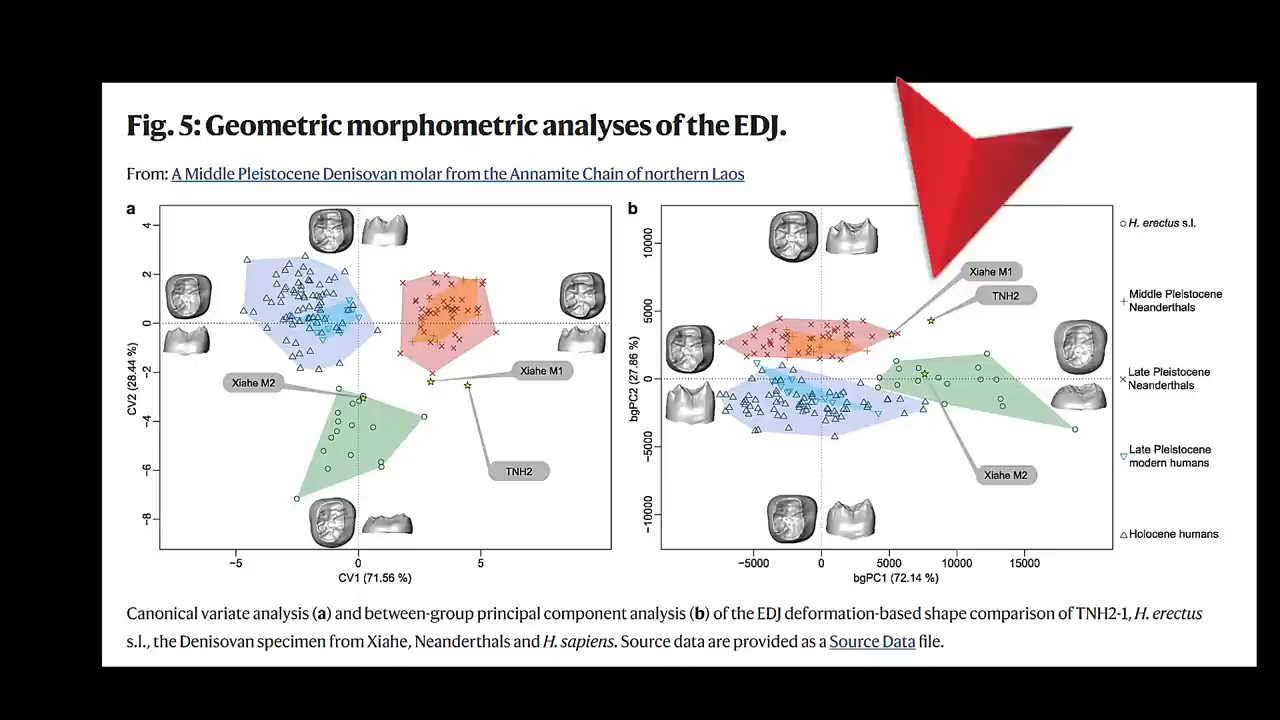 Fig. 5: Geometric morphometric analyses of the EDJ.
From: A Middle Pleistocene Denisovan molar from the Annamite Chain of northern Laos
a
4
2
0
−2
−4
−6
−8
CV2 (28.44 %)
−5
0
5
CV1 (71.56 %)
Xiahe M2
Xiahe M1
TNH2
b
10000
5000
0
−5000
−10000
bgPC2 (27.86 %)
−5000
0
5000
10000
15000
bgPC1 (72.14 %)
Xiahe M1
TNH2
Xiahe M2
H. erectus s.l.
Middle Pleistocene
Neanderthals
Late Pleistocene
Neanderthals
Late Pleistocene
modern humans
Holocene humans
Canonical variate analysis (a) and between-group principal component analysis (b) of the EDJ deformation-based shape comparison of TNH2-1, H. erectus
s.l., the Denisovan specimen from Xiahe, Neanderthals and H. sapiens. Source data are provided as a Source Data file.